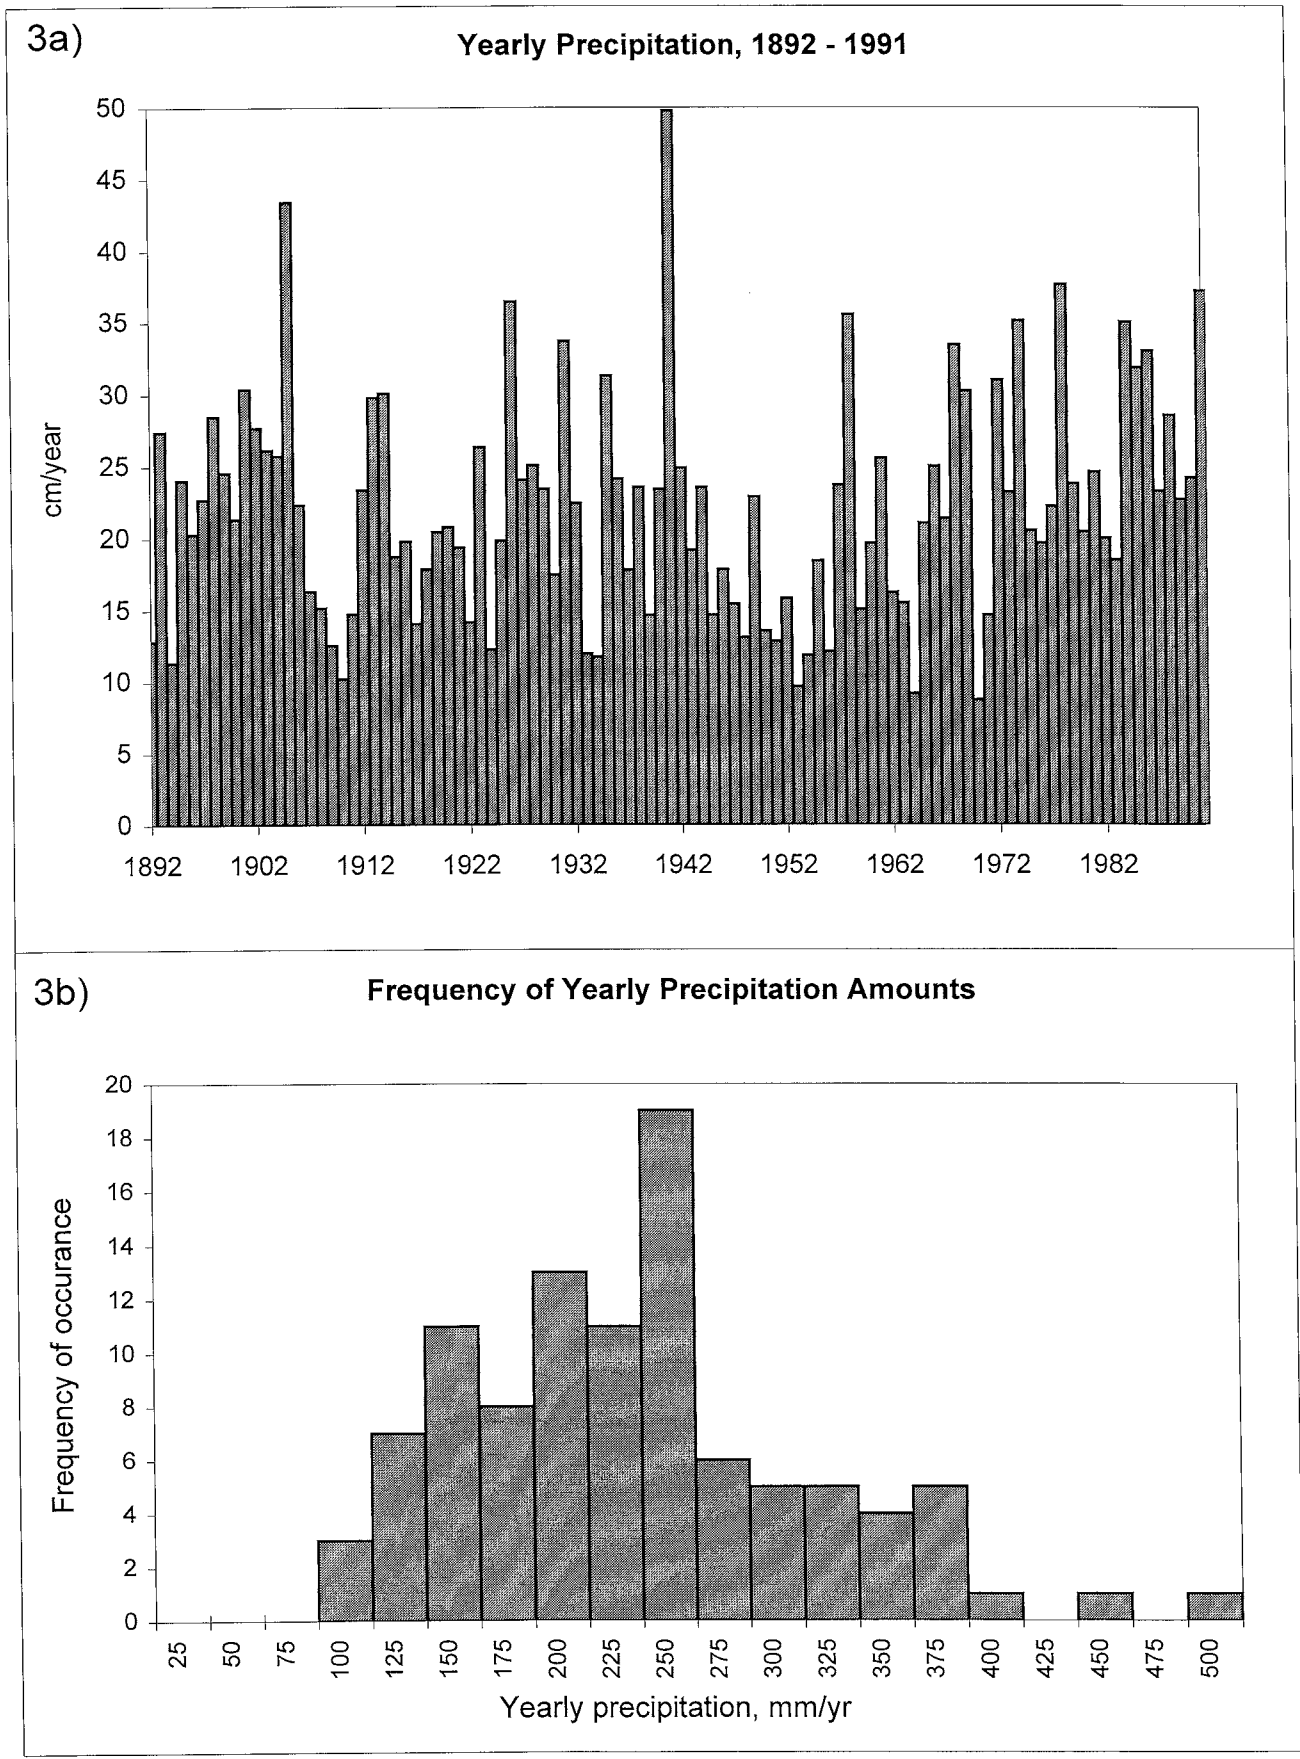 3a)
Yearly Precipitation, 1892 - 1991
50
45
40
35
30
25
20
15
10
5
0
cm/year
1892 1902 1912 1922 1932 1942 1952 1962 1972 1982
3b)
Frequency of Yearly Precipitation Amounts
20
18
16
14
12
10
8
6
4
2
0
Frequency of occurance
25 50 75 100 125 150 175 200 225 250 275 300 325 350 375 400 425 450 475 500
Yearly precipitation, mm/yr